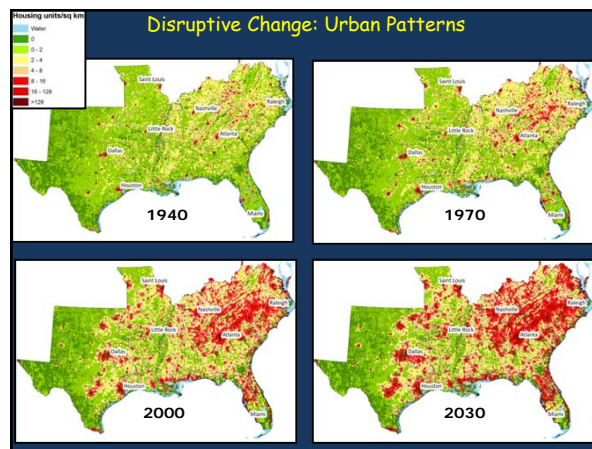 Disruptive Change: Urban Patterns
Housing units/sq km
Water
0
0 - 2
2 - 4
4 - 8
8 - 16
16 - 128
>128
Saint Louis
Nashville
Raleigh
Little Rock
Atlanta
Dallas
Houston
Miami
1940
Saint Louis
Nashville
Raleigh
Little Rock
Atlanta
Dallas
Houston
Miami
1970
Saint Louis
Nashville
Raleigh
Little Rock
Atlanta
Dallas
Houston
Miami
2000
Saint Louis
Nashville
Raleigh
Little Rock
Atlanta
Dallas
Houston
Miami
2030